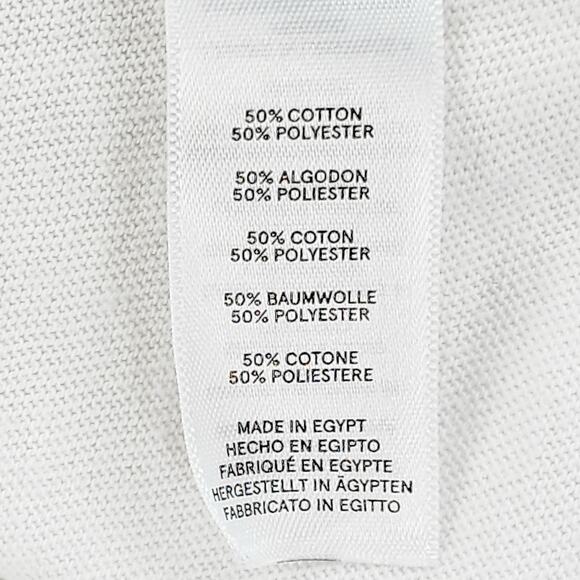 50% COTTON
50% POLYESTER
50% ALGODON
50% POLIESTER
50% COTON
50% POLYESTER
50% BAUMWOLLE
50% POLYESTER
50% COTONE
50% POLIESTERE
MADE IN EGYPT
HECHO EN EGIPTO
FABRIQUÉ EN EGYPTE
HERGESTELLT IN ÄGYPTEN
FABBRICATO IN EGITTO